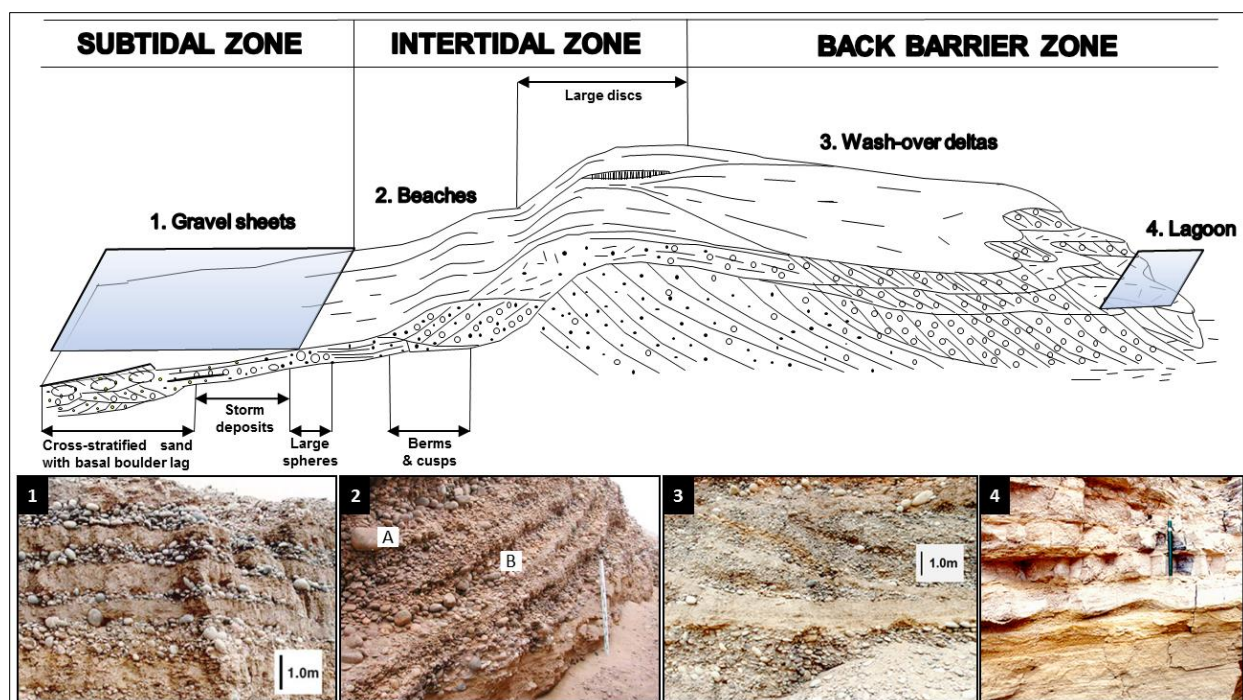 SUBTIDAL ZONE
INTERTIDAL ZONE
BACK BARRIER ZONE
Large discs
3. Wash-over deltas
2. Beaches
1. Gravel sheets
4. Lagoon
Storm
deposits
Cross-stratified sand
with basal boulder lag
Large
spheres
Berms
& cusps
1
2
3
4
A
B
1.0m
1.0m